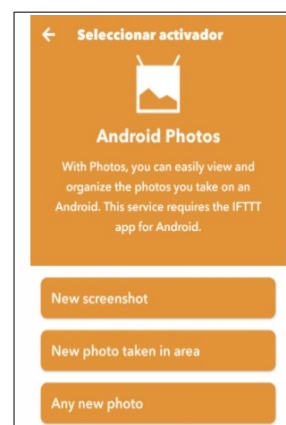 Seleccionar activador
Android Photos
With Photos, you can easily view and
organize the photos you take on an
Android. This service requires the IFTTT
app for Android.
New screenshot
New photo taken in area
Any new photo